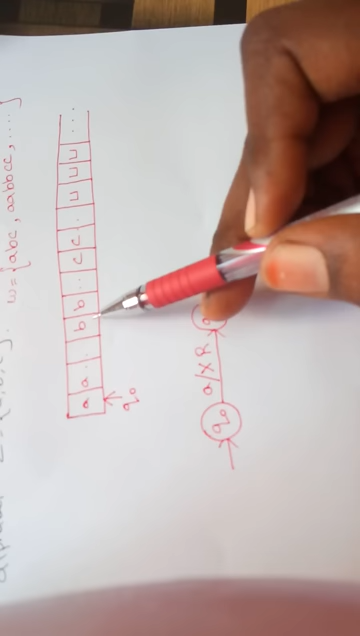 w = {abc, aabbcc, ....}
a a .. b b .. c c .. ⊔ ⊔ ⊔ ...
q₀
a/X R
q₀